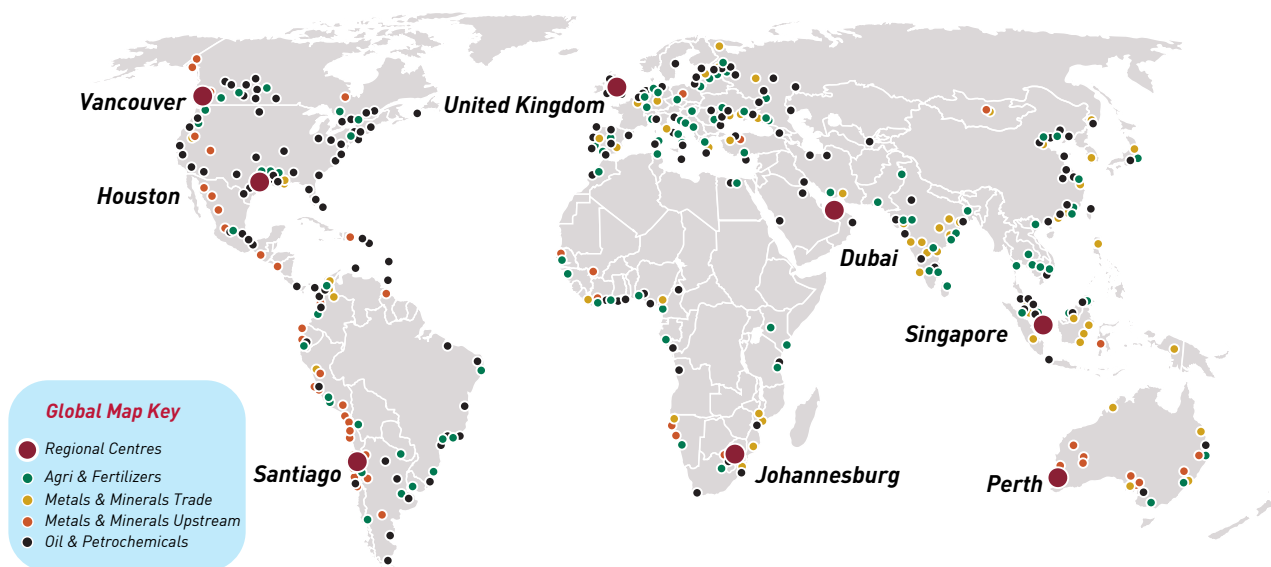 Vancouver
United Kingdom
Houston
Dubai
Singapore
Santiago
Johannesburg
Perth
Global Map Key
Regional Centres
Agri & Fertilizers
Metals & Minerals Trade
Metals & Minerals Upstream
Oil & Petrochemicals